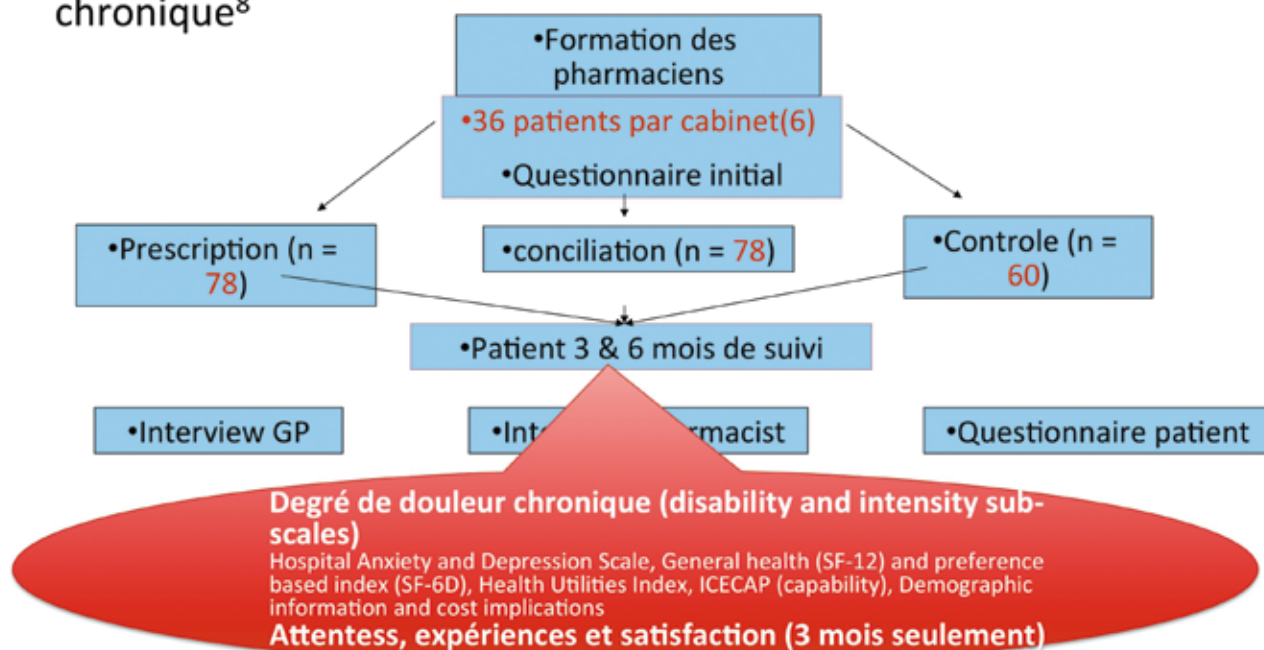 chronique⁸
•Formation des
pharmaciens
•36 patients par cabinet(6)
•Questionnaire initial
•Prescription (n =
78)
•conciliation (n = 78)
•Controle (n =
60)
•Patient 3 & 6 mois de suivi
•Interview GP
•Int rmacist
•Questionnaire patient
Degré de douleur chronique (disability and intensity sub-
scales)
Hospital Anxiety and Depression Scale, General health (SF-12) and preference
based index (SF-6D), Health Utilities Index, ICECAP (capability), Demographic
information and cost implications
Attentess, expériences et satisfaction (3 mois seulement)